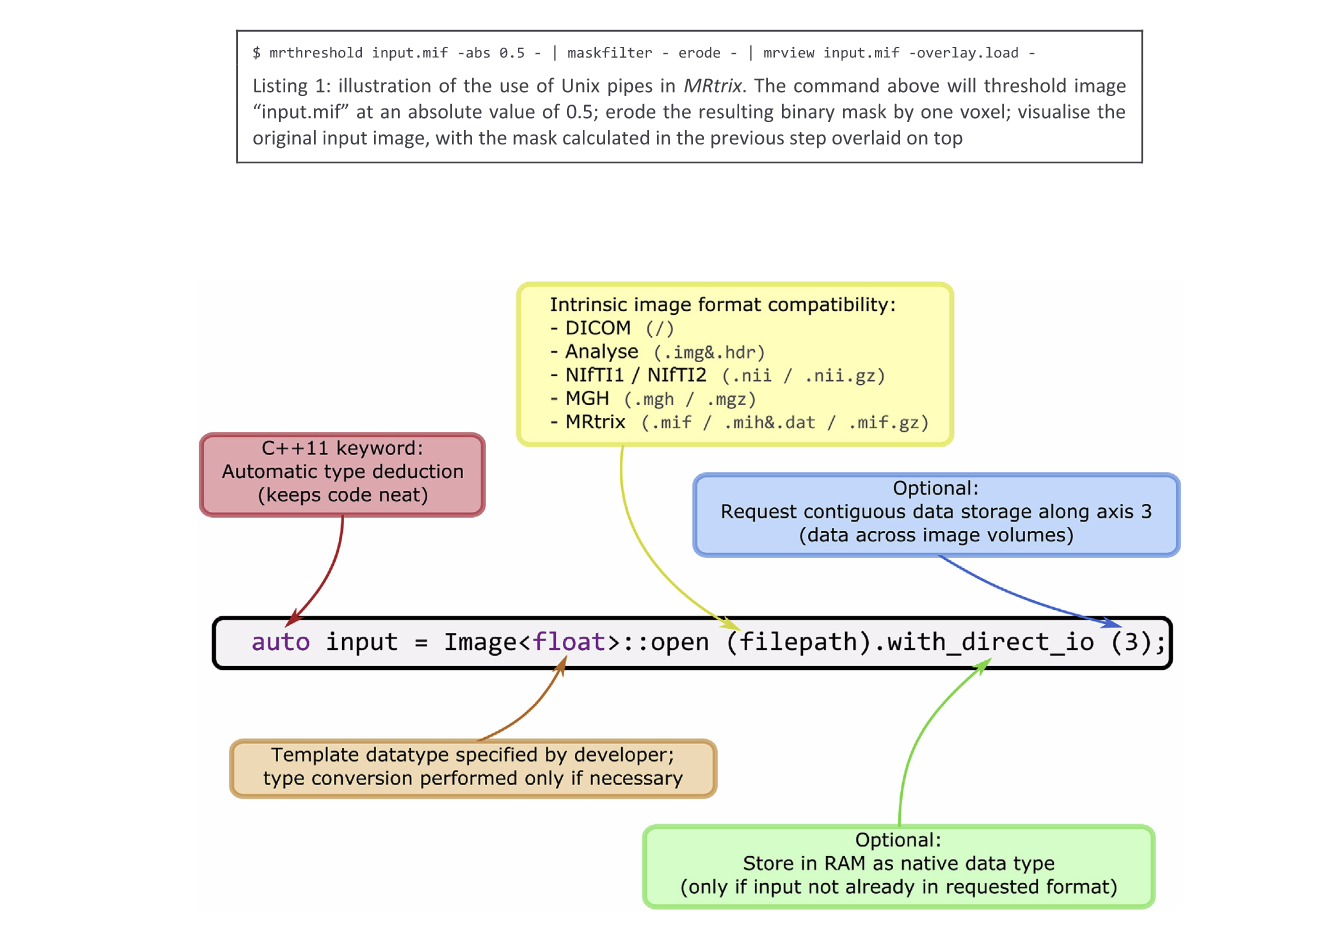 $ mrthreshold input.mif -abs 0.5 - | maskfilter - erode - | mrview input.mif -overlay.load -
Listing 1: illustration of the use of Unix pipes in MRtrix. The command above will threshold image
“input.mif” at an absolute value of 0.5; erode the resulting binary mask by one voxel; visualise the
original input image, with the mask calculated in the previous step overlaid on top
Intrinsic image format compatibility:
- DICOM (/)
- Analyse (.img&.hdr)
- NIfTI1 / NIfTI2 (.nii / .nii.gz)
- MGH (.mgh / .mgz)
- MRtrix (.mif / .mih&.dat / .mif.gz)
C++11 keyword:
Automatic type deduction
(keeps code neat)
Optional:
Request contiguous data storage along axis 3
(data across image volumes)
auto input = Image<float>::open (filepath).with_direct_io (3);
Template datatype specified by developer;
type conversion performed only if necessary
Optional:
Store in RAM as native data type
(only if input not already in requested format)